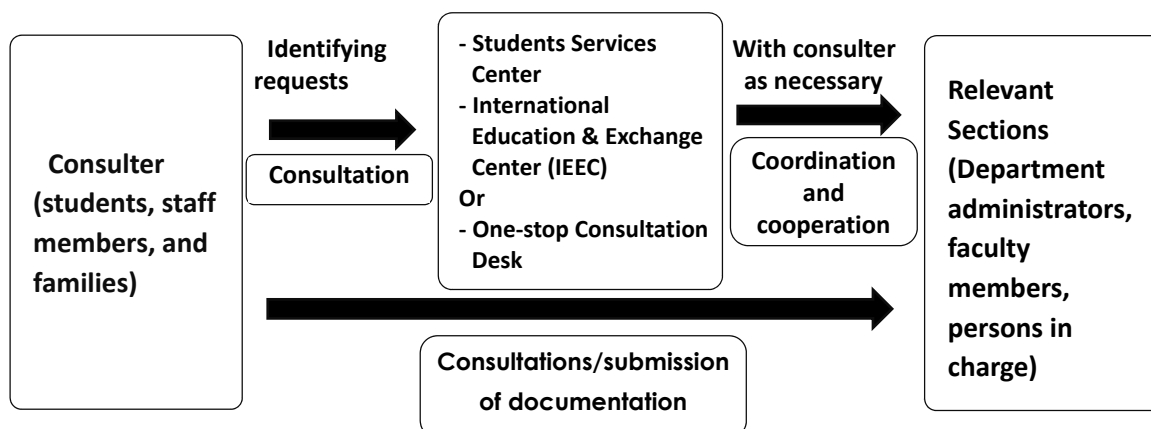 Consulter
(students, staff
members, and
families)
Identifying
requests
Consultation
- Students Services
Center
- International
Education & Exchange
Center (IEEC)
Or
- One-stop Consultation
Desk
With consulter
as necessary
Coordination
and
cooperation
Relevant
Sections
(Department
administrators,
faculty
members,
persons in
charge)
Consultations/submission
of documentation